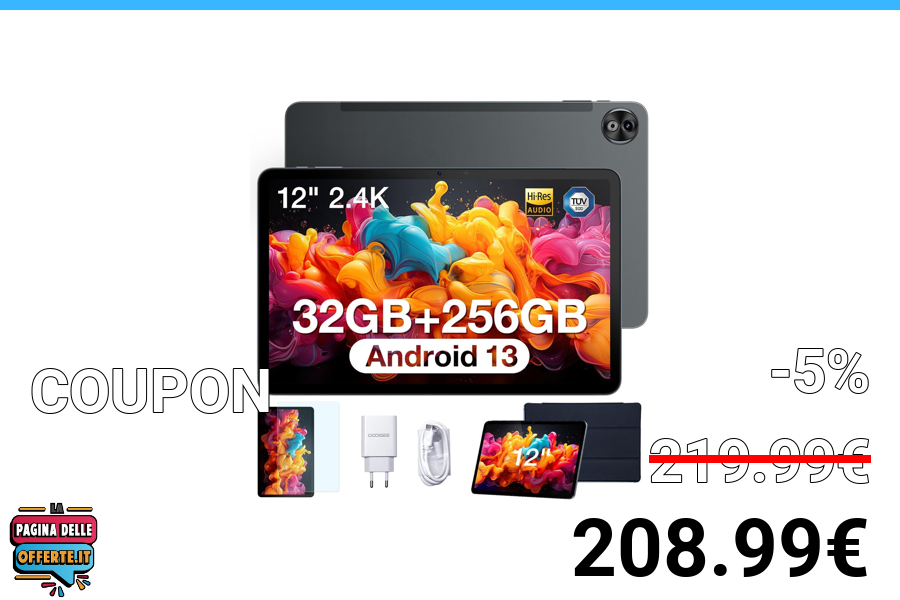 12" 2.4K
Hi-Res
AUDIO
TÜV
SÜD
32GB+256GB
Android 13
COUPON
-5%
219.99€
208.99€
DOOGEE
12"
LA
PAGINA DELLE
OFFERTE.IT